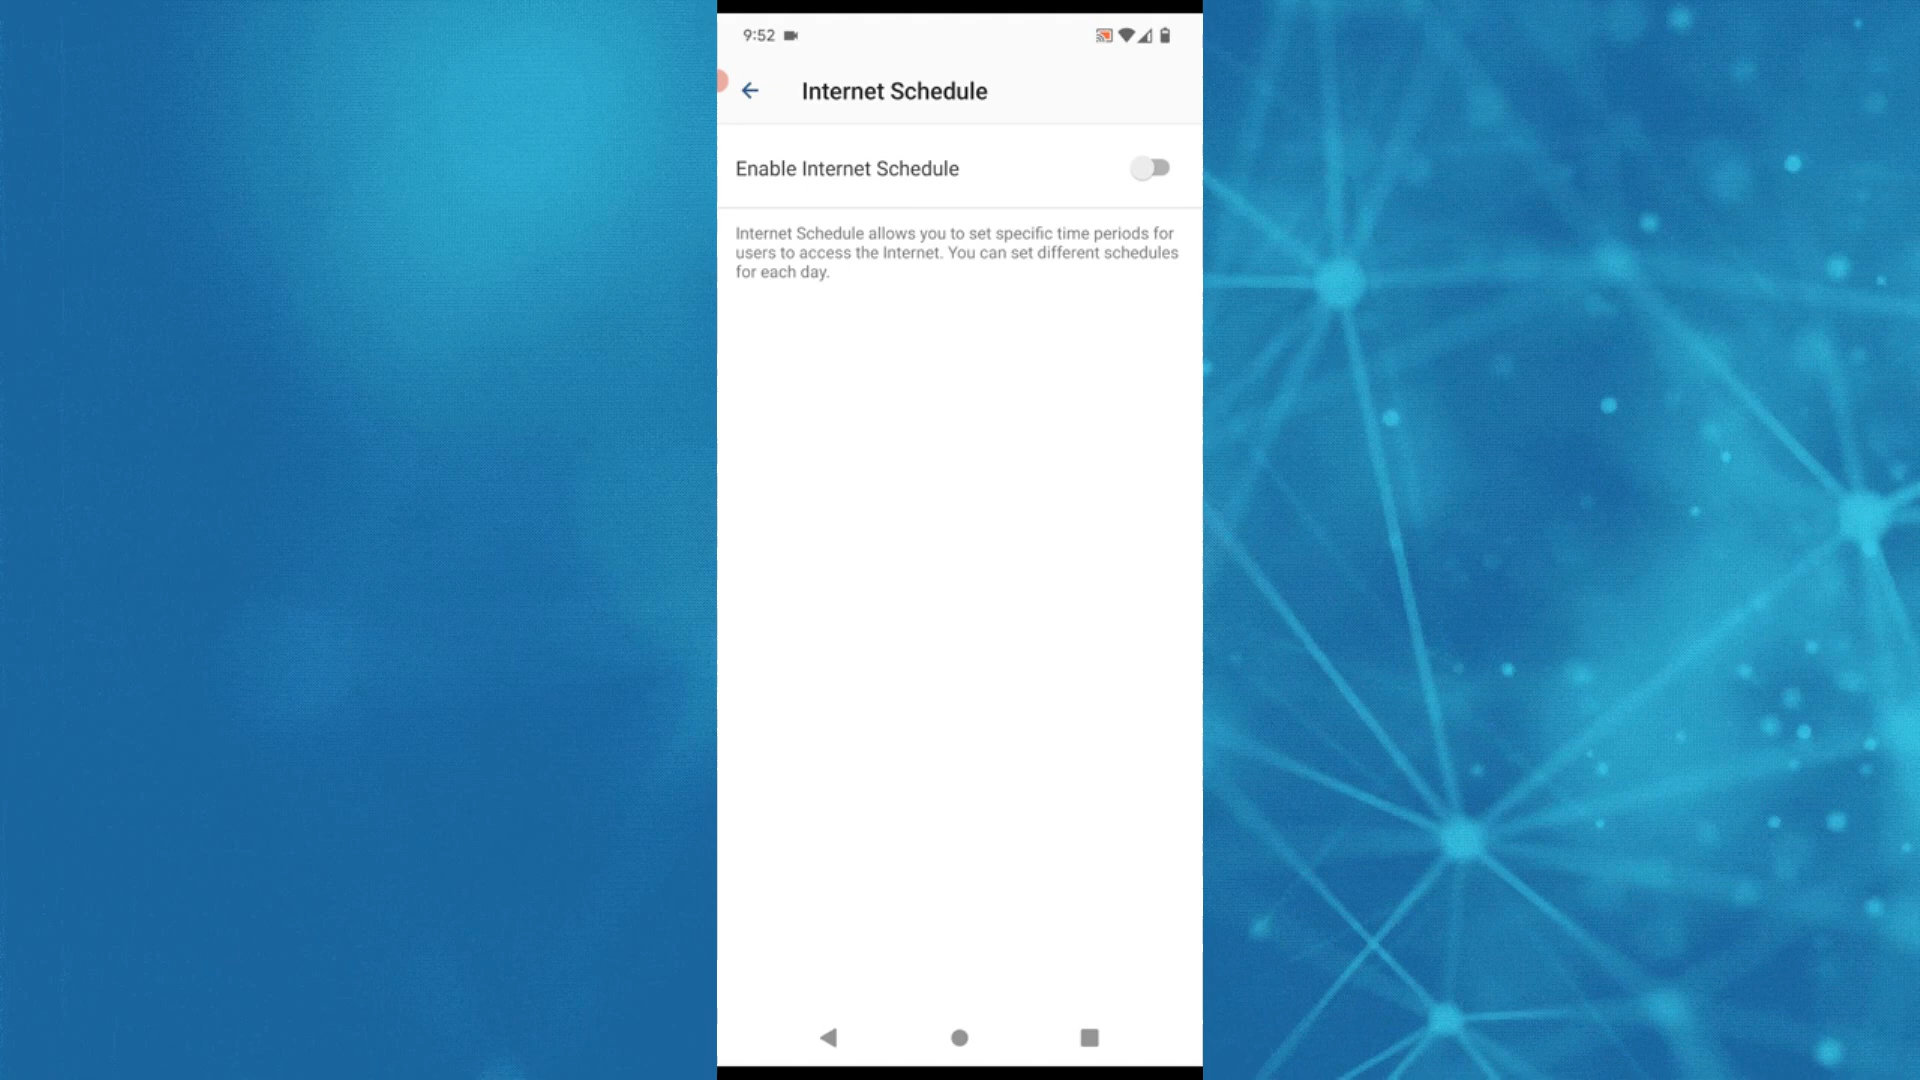 9:52
Internet Schedule
Enable Internet Schedule
Internet Schedule allows you to set specific time periods for
users to access the Internet. You can set different schedules
for each day.